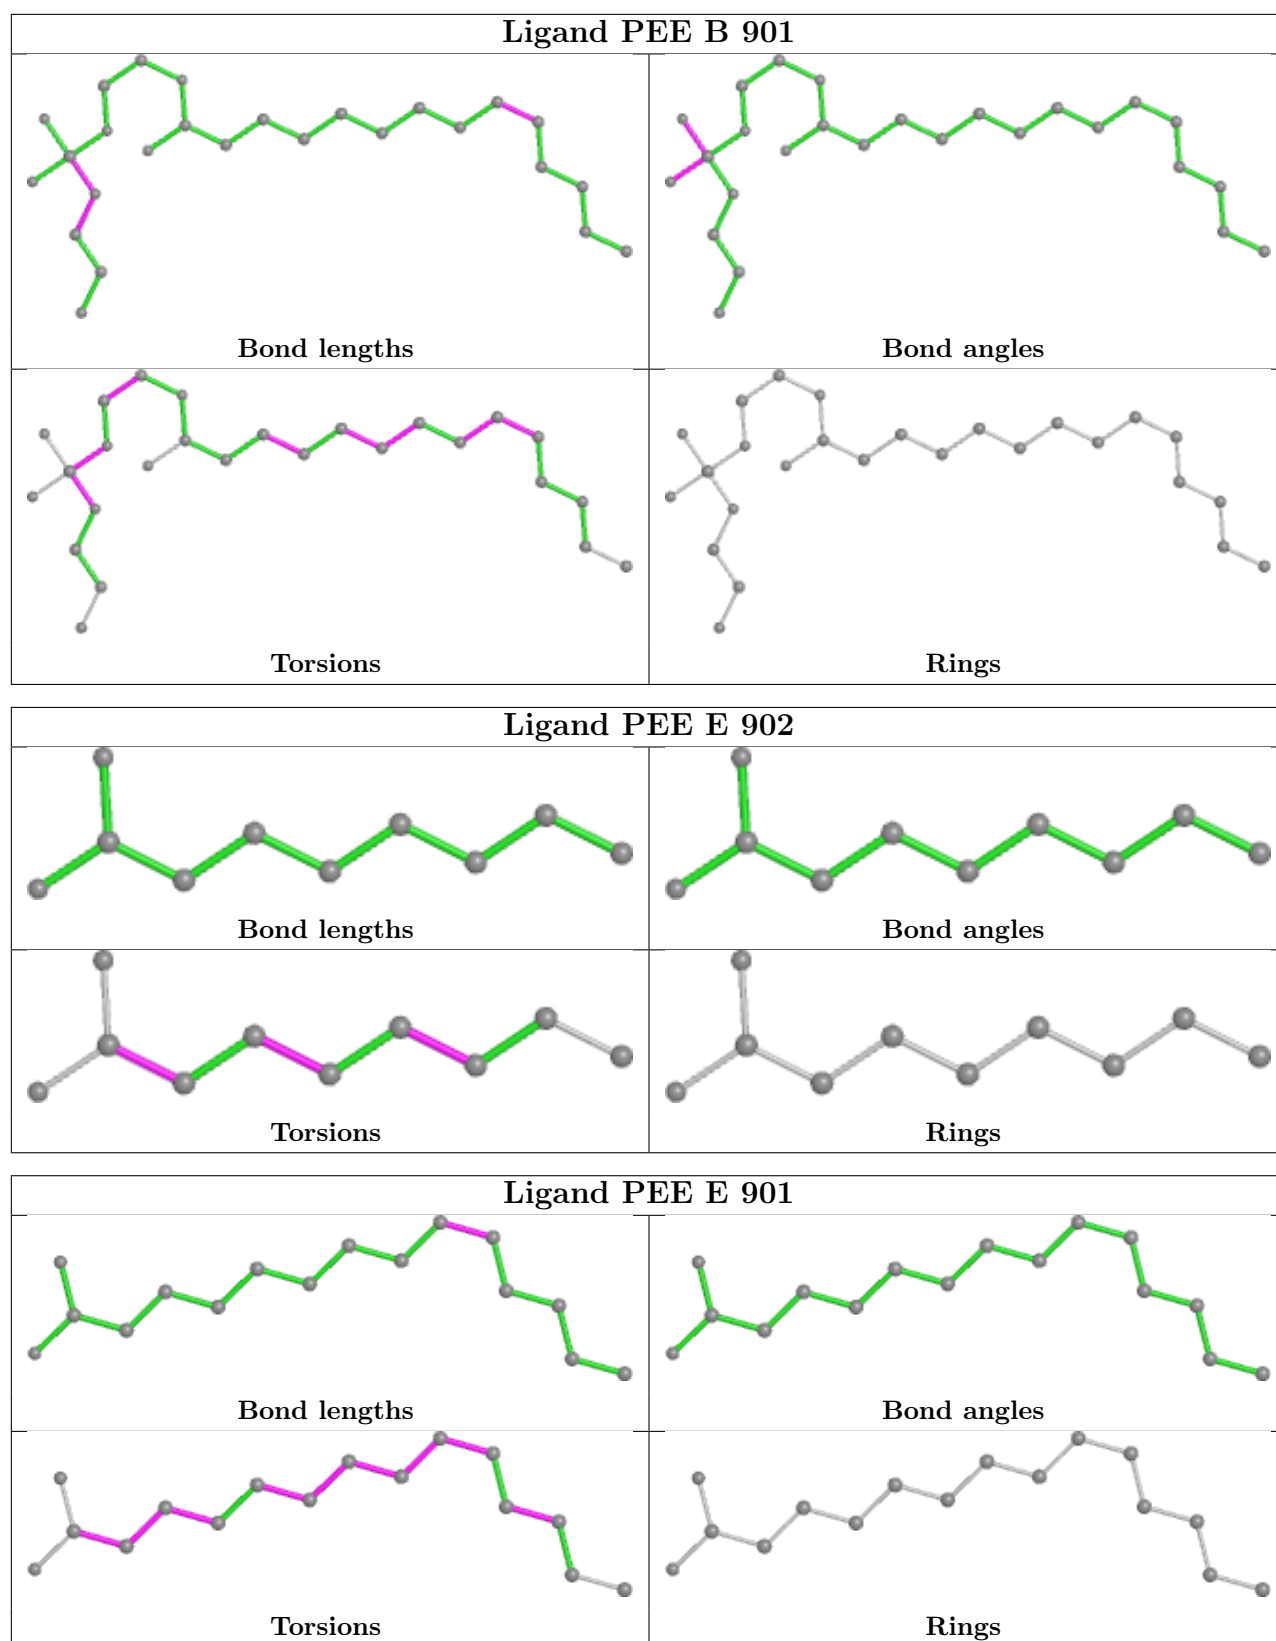 Ligand PEE B 901
Bond lengths
Bond angles
Torsions
Rings
Ligand PEE E 902
Bond lengths
Bond angles
Torsions
Rings
Ligand PEE E 901
Bond lengths
Bond angles
Torsions
Rings